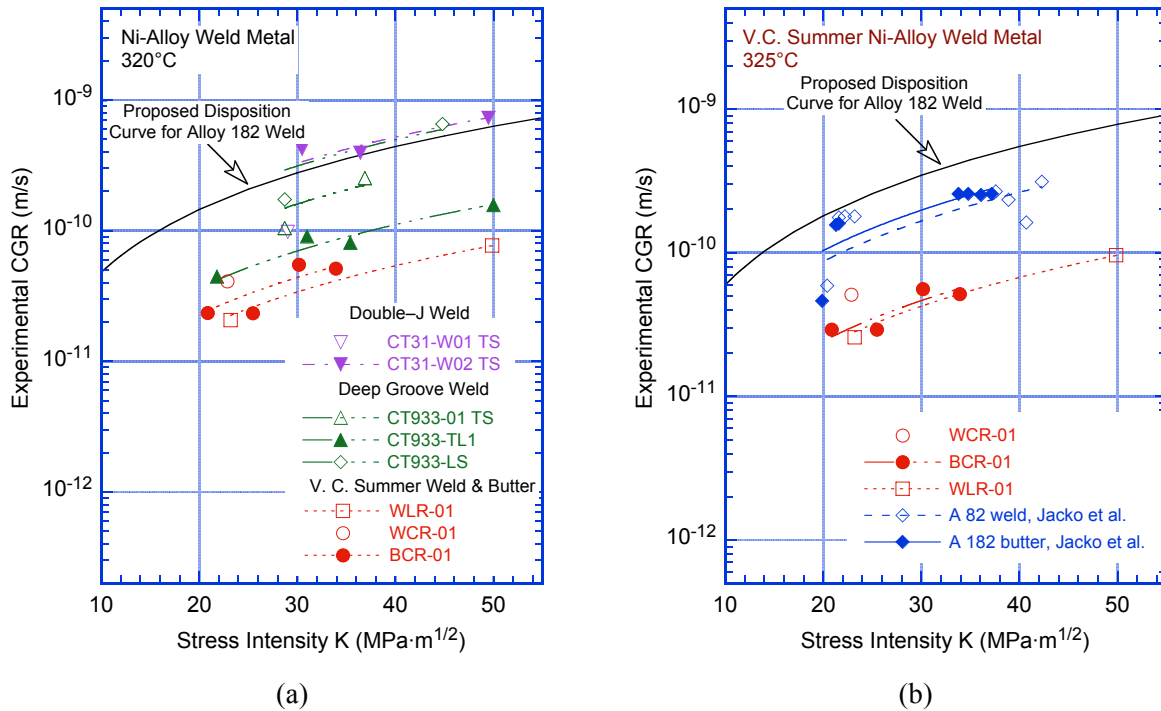 Ni-Alloy Weld Metal
320°C
Proposed Disposition
Curve for Alloy 182 Weld
Experimental CGR (m/s)
10-9
10-10
10-11
10-12
Double–J Weld
CT31-W01 TS
CT31-W02 TS
Deep Groove Weld
CT933-01 TS
CT933-TL1
CT933-LS
V. C. Summer Weld & Butter
WLR-01
WCR-01
BCR-01
10 20 30 40 50
Stress Intensity K (MPa·m1/2)
(a)
V.C. Summer Ni-Alloy Weld Metal
325°C
Proposed Disposition
Curve for Alloy 182 Weld
Experimental CGR (m/s)
10-9
10-10
10-11
10-12
WCR-01
BCR-01
WLR-01
A 82 weld, Jacko et al.
A 182 butter, Jacko et al.
10 20 30 40 50
Stress Intensity K (MPa·m1/2)
(b)